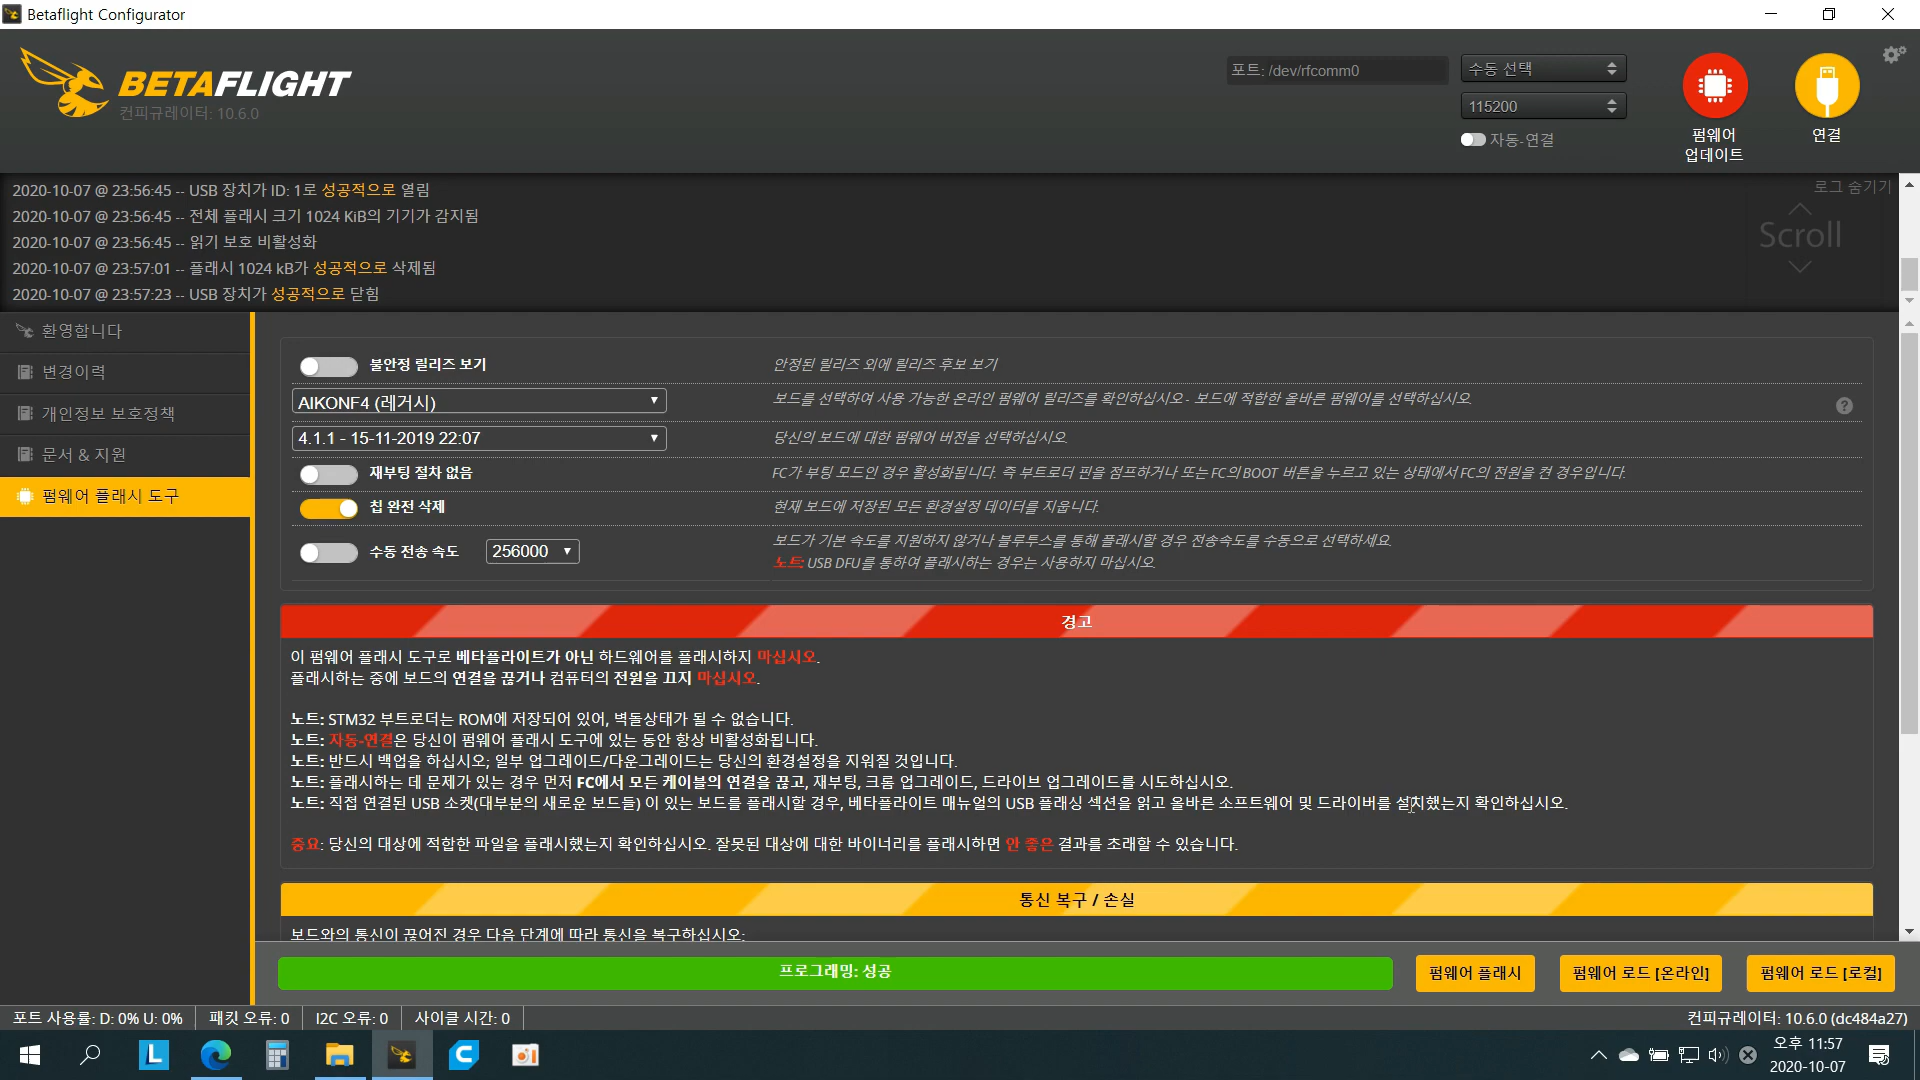 Betaflight Configurator
BETAFLIGHT
컨피규레이터: 10.6.0
포트: /dev/rfcomm0
수동 선택
115200
자동-연결
펌웨어
업데이트
연결
2020-10-07 @ 23:56:45 -- USB 장치가 ID: 1로 성공적으로 열림
2020-10-07 @ 23:56:45 -- 전체 플래시 크기 1024 KiB의 기기가 감지됨
2020-10-07 @ 23:56:45 -- 읽기 보호 비활성화
2020-10-07 @ 23:57:01 -- 플래시 1024 kB가 성공적으로 삭제됨
2020-10-07 @ 23:57:23 -- USB 장치가 성공적으로 닫힘
로그 숨기기
Scroll
환영합니다
변경이력
개인정보 보호정책
문서 & 지원
펌웨어 플래시 도구
불안정 릴리즈 보기
안정된 릴리즈 외에 릴리즈 후보 보기
AIKONF4 (레거시)
보드를 선택하여 사용 가능한 온라인 펌웨어 릴리즈를 확인하십시오 - 보드에 적합한 올바른 펌웨어를 선택하십시오.
?
4.1.1 - 15-11-2019 22:07
당신의 보드에 대한 펌웨어 버전을 선택하십시오.
재부팅 절차 없음
FC가 부팅 모드인 경우 활성화됩니다. 즉 부트로더 핀을 점프하거나 또는 FC의 BOOT 버튼을 누르고 있는 상태에서 FC의 전원을 켠 경우입니다.
칩 완전 삭제
현재 보드에 저장된 모든 환경설정 데이터를 지웁니다.
수동 전송 속도
256000
보드가 기본 속도를 지원하지 않거나 블루투스를 통해 플래시할 경우 전송속도를 수동으로 선택하세요.
노트: USB DFU를 통하여 플래시하는 경우는 사용하지 마십시오.
경고
이 펌웨어 플래시 도구로 베타플라이트가 아닌 하드웨어를 플래시하지 마십시오.
플래시하는 중에 보드의 연결을 끊거나 컴퓨터의 전원을 끄지 마십시오.
노트: STM32 부트로더는 ROM에 저장되어 있어, 벽돌상태가 될 수 없습니다.
노트: 자동-연결은 당신이 펌웨어 플래시 도구에 있는 동안 항상 비활성화됩니다.
노트: 반드시 백업을 하십시오; 일부 업그레이드/다운그레이드는 당신의 환경설정을 지워질 것입니다.
노트: 플래시하는 데 문제가 있는 경우 먼저 FC에서 모든 케이블의 연결을 끊고, 재부팅, 크롬 업그레이드, 드라이브 업그레이드를 시도하십시오.
노트: 직접 연결된 USB 소켓(대부분의 새로운 보드들) 이 있는 보드를 플래시할 경우, 베타플라이트 매뉴얼의 USB 플래싱 섹션을 읽고 올바른 소프트웨어 및 드라이버를 설치했는지 확인하십시오.
중요: 당신의 대상에 적합한 파일을 플래시했는지 확인하십시오. 잘못된 대상에 대한 바이너리를 플래시하면 안 좋은 결과를 초래할 수 있습니다.
통신 복구 / 손실
보드와의 통신이 끊어진 경우 다음 단계에 따라 통신을 복구하십시오:
프로그래밍: 성공
펌웨어 플래시
펌웨어 로드 [온라인]
펌웨어 로드 [로컬]
포트 사용률: D: 0% U: 0%
패킷 오류: 0
I2C 오류: 0
사이클 시간: 0
컨피규레이터: 10.6.0 (dc484a27)
오후 11:57
2020-10-07